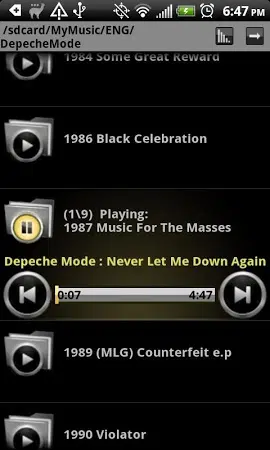 6:47 PM
/sdcard/MyMusic/ENG/
DepecheMode
1984 Some Great Reward
1986 Black Celebration
(1\9)  Playing:
1987 Music For The Masses
Depeche Mode : Never Let Me Down Again
0:07
4:47
1989 (MLG) Counterfeit e.p
1990 Violator